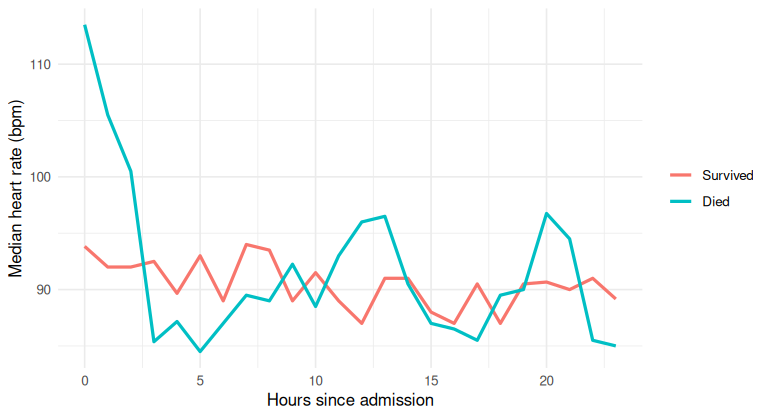 Median heart rate (bpm)
110
100
90
0 5 10 15 20
Hours since admission
Survived
Died